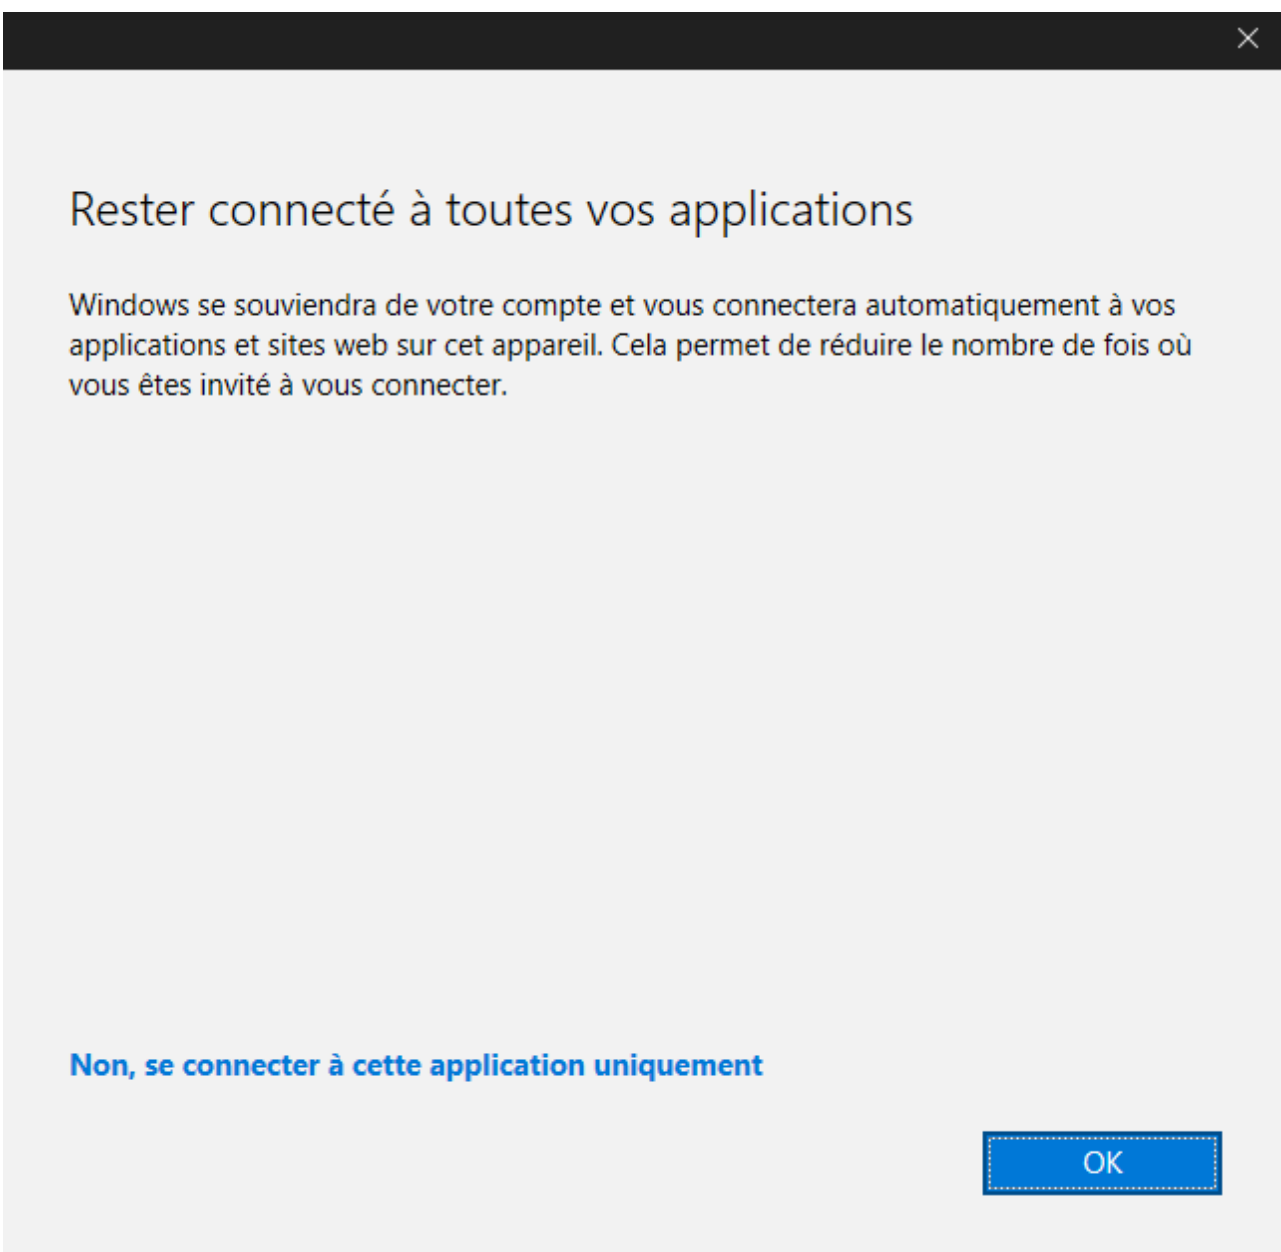 Rester connecté à toutes vos applications
Windows se souviendra de votre compte et vous connectera automatiquement à vos
applications et sites web sur cet appareil. Cela permet de réduire le nombre de fois où
vous êtes invité à vous connecter.
Non, se connecter à cette application uniquement
OK